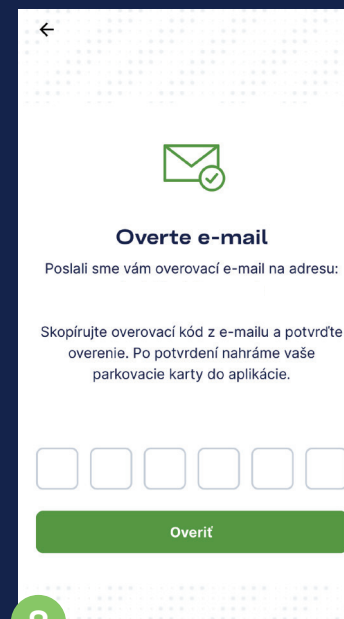 Overte e-mail
Poslali sme vám overovací e-mail na adresu:
Skopírujte overovací kód z e-mailu a potvrďte
overenie. Po potvrdení nahráme vaše
parkovacie karty do aplikácie.
Overiť